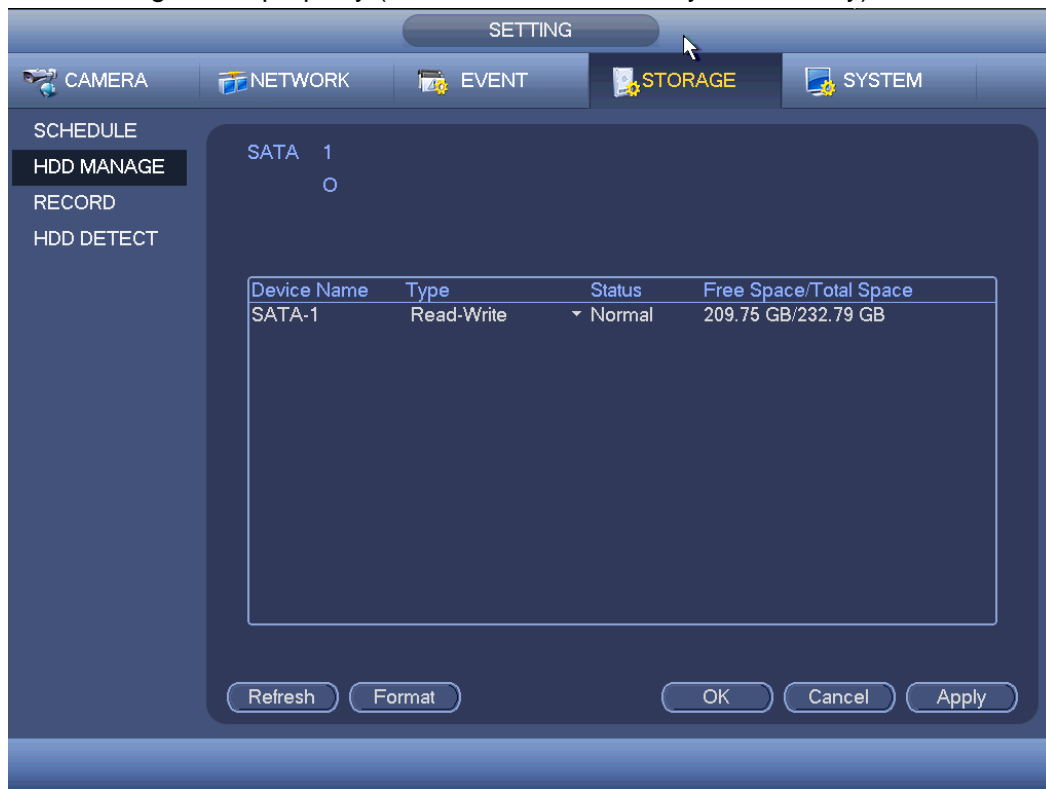 SETTING
CAMERA NETWORK EVENT STORAGE SYSTEM
SCHEDULE
HDD MANAGE
RECORD
HDD DETECT
SATA 1
O
Device Name Type Status Free Space/Total Space
SATA-1 Read-Write Normal 209.75 GB/232.79 GB
Refresh Format OK Cancel Apply